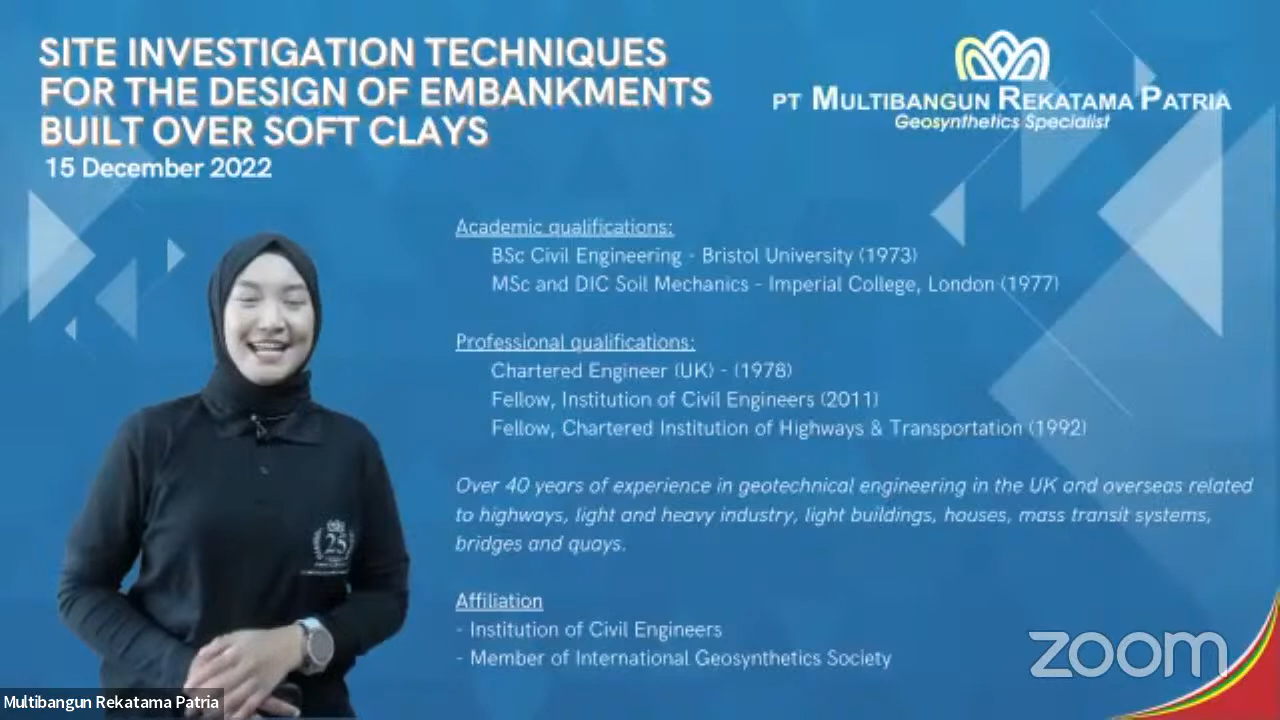 SITE INVESTIGATION TECHNIQUES
FOR THE DESIGN OF EMBANKMENTS
BUILT OVER SOFT CLAYS
15 December 2022
PT MULTIBANGUN REKATAMA PATRIA
Geosynthetics Specialist
Academic qualifications:
BSc Civil Engineering - Bristol University (1973)
MSc and DIC Soil Mechanics - Imperial College, London (1977)
Professional qualifications:
Chartered Engineer (UK) - (1978)
Fellow, Institution of Civil Engineers (2011)
Fellow, Chartered Institution of Highways & Transportation (1992)
Over 40 years of experience in geotechnical engineering in the UK and overseas related
to highways, light and heavy industry, light buildings, houses, mass transit systems,
bridges and quays.
Affiliation
- Institution of Civil Engineers
- Member of International Geosynthetics Society
25
zoom
Multibangun Rekatama Patria